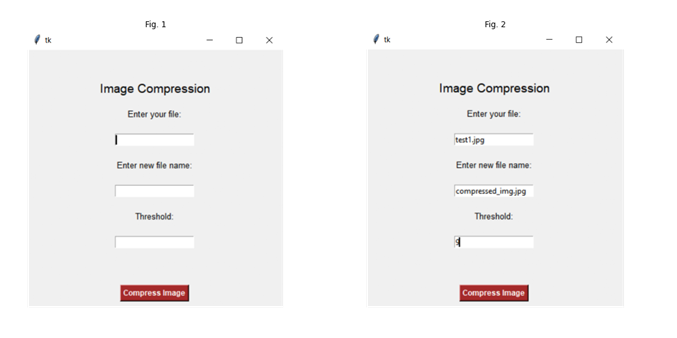 Fig. 1
tk
Image Compression
Enter your file:
Enter new file name:
Threshold:
Compress Image
Fig. 2
tk
Image Compression
Enter your file:
test1.jpg
Enter new file name:
compressed_img.jpg
Threshold:
9
Compress Image